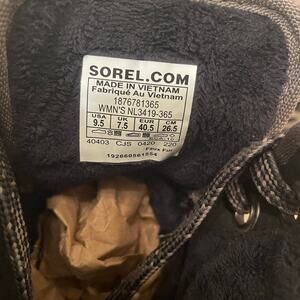 SOREL.COM
MADE IN VIETNAM
Fabriqué Au Vietnam
1876781365
WMN'S NL3419-365
USA UK EUR CM
9.5 7.5 40.5 26.5
40403 CJS 0420 220
192660561554